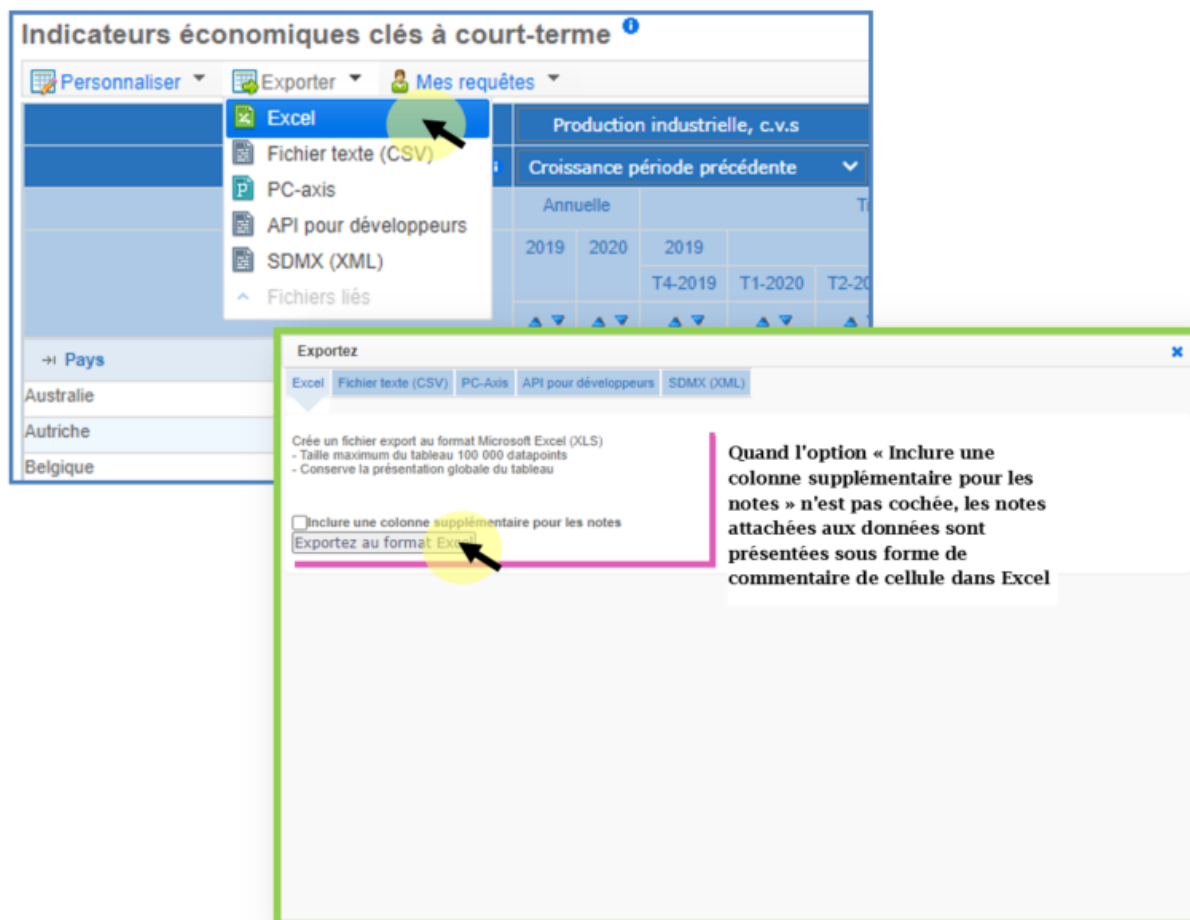 Indicateurs économiques clés à court-terme
Personnaliser Exporter Mes requêtes
Excel
Fichier texte (CSV)
PC-axis
API pour développeurs
SDMX (XML)
Fichiers liés
Production industrielle, c.v.s
Croissance période précédente
Annuelle
2019 2020 2019
T4-2019 T1-2020
Pays
Australie
Autriche
Belgique
Exportez
Excel Fichier texte (CSV) PC-Axis API pour développeurs SDMX (XML)
Crée un fichier export au format Microsoft Excel (XLS)
- Taille maximum du tableau 100 000 datapoints
- Conserve la présentation globale du tableau
Inclure une colonne supplémentaire pour les notes
Exportez au format Excel
Quand l'option « Inclure une
colonne supplémentaire pour les
notes » n'est pas cochée, les notes
attachées aux données sont
présentées sous forme de
commentaire de cellule dans Excel